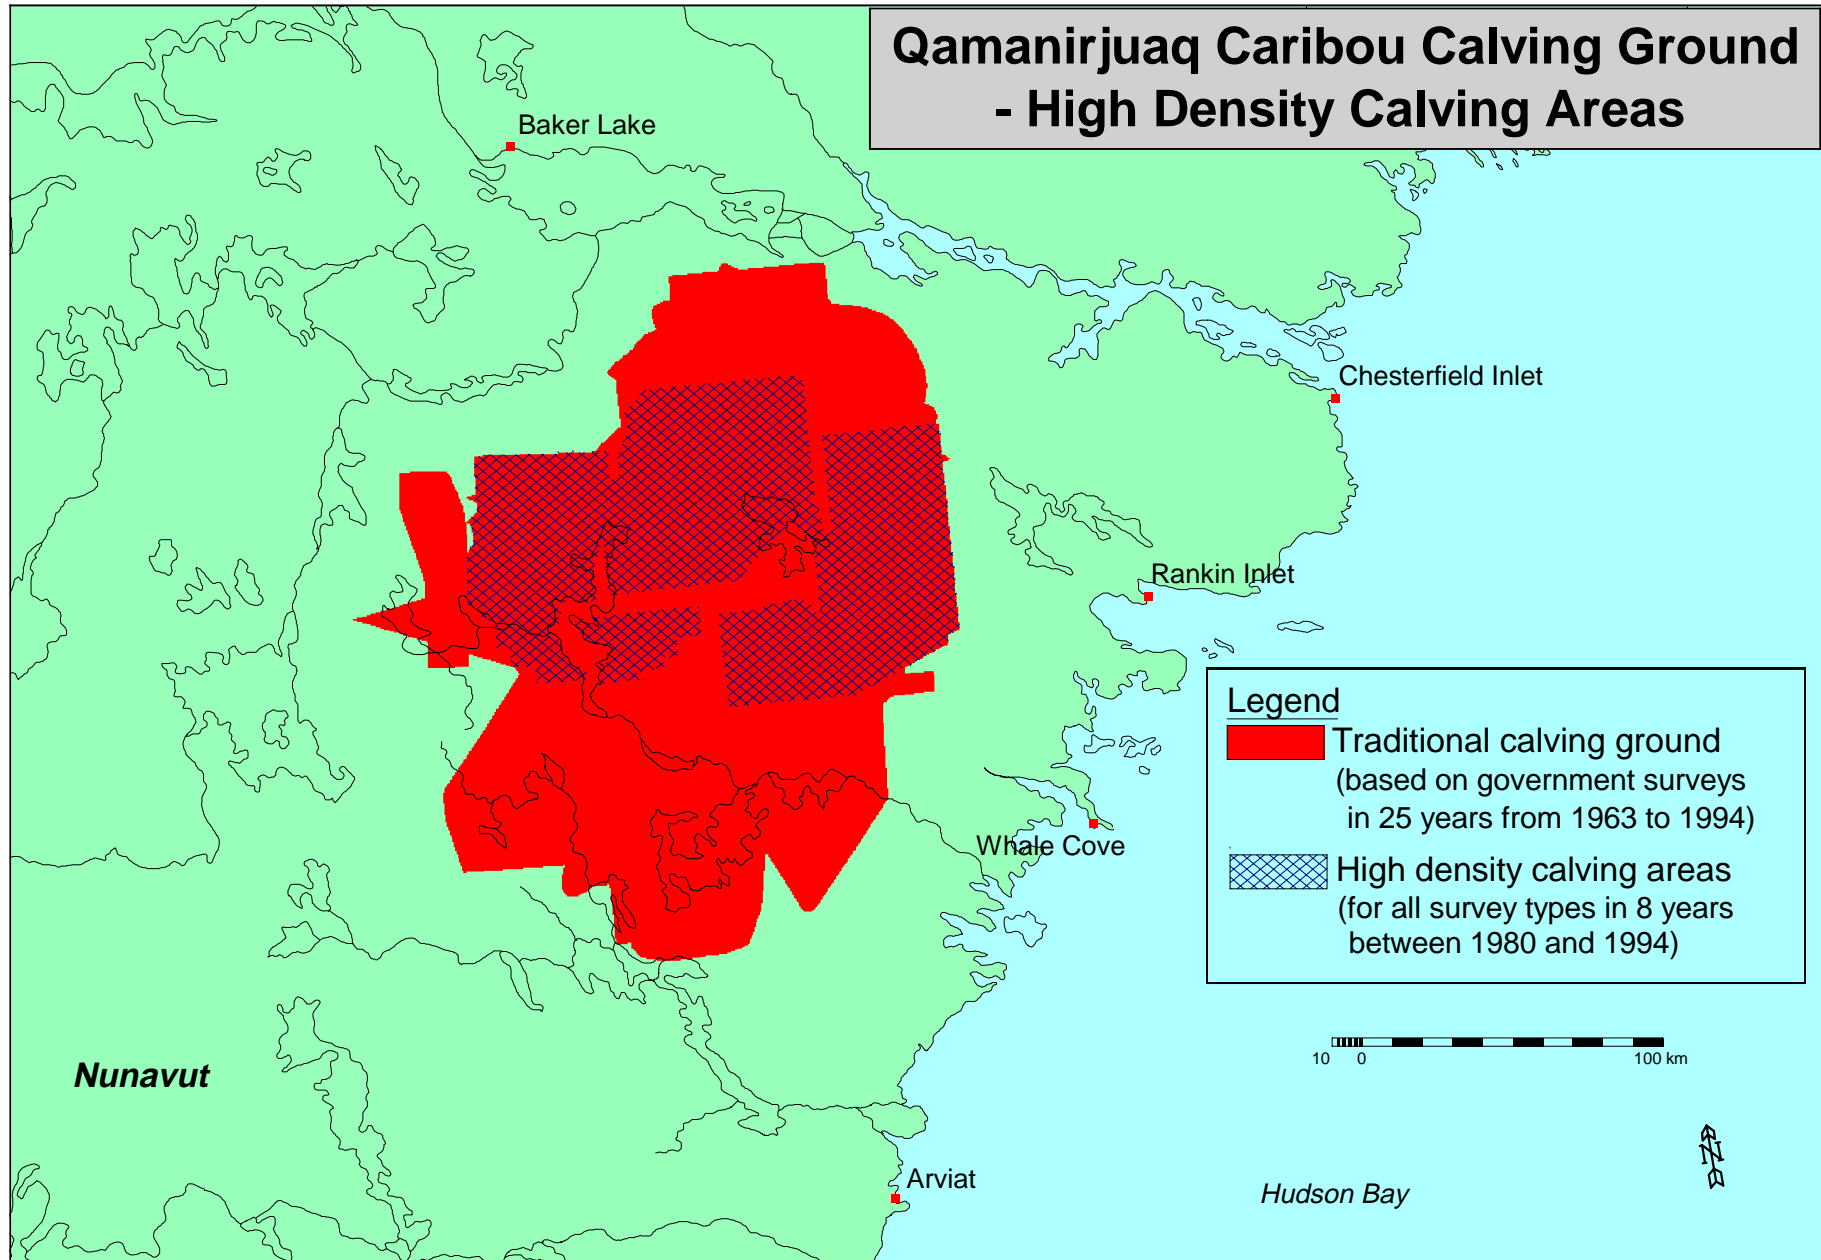 Qamanirjuaq Caribou Calving Ground
- High Density Calving Areas
Baker Lake
Chesterfield Inlet
Rankin Inlet
Whale Cove
Legend
Traditional calving ground
(based on government surveys
in 25 years from 1963 to 1994)
High density calving areas
(for all survey types in 8 years
between 1980 and 1994)
10 0 100 km
Nunavut
N
Arviat
Hudson Bay